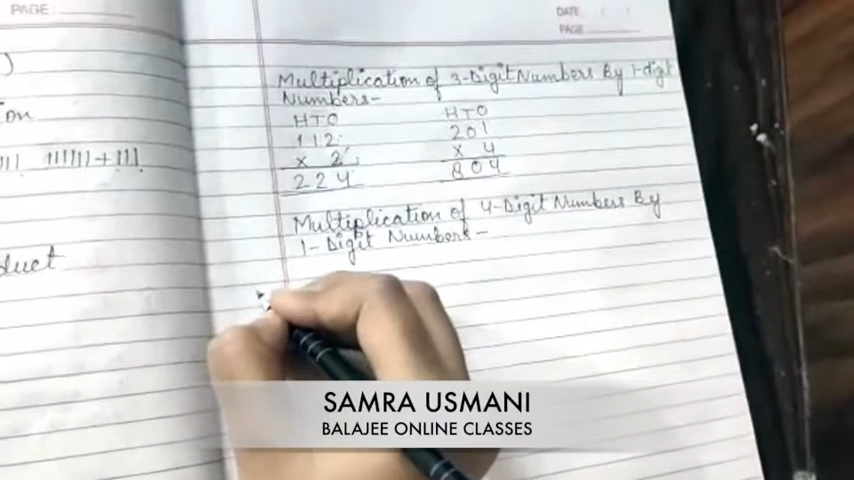 PAGE
DATE
PAGE
)
ion
Multiplication of 3-Digit Numbers By 1-digit
Numbers-
HTO
112
x 2
224
HTO
201
x 4
804
||| ||||||+|||
duct
Multiplication of 4-Digit Numbers By
1-Digit Numbers-
SAMRA USMANI
BALAJEE ONLINE CLASSES